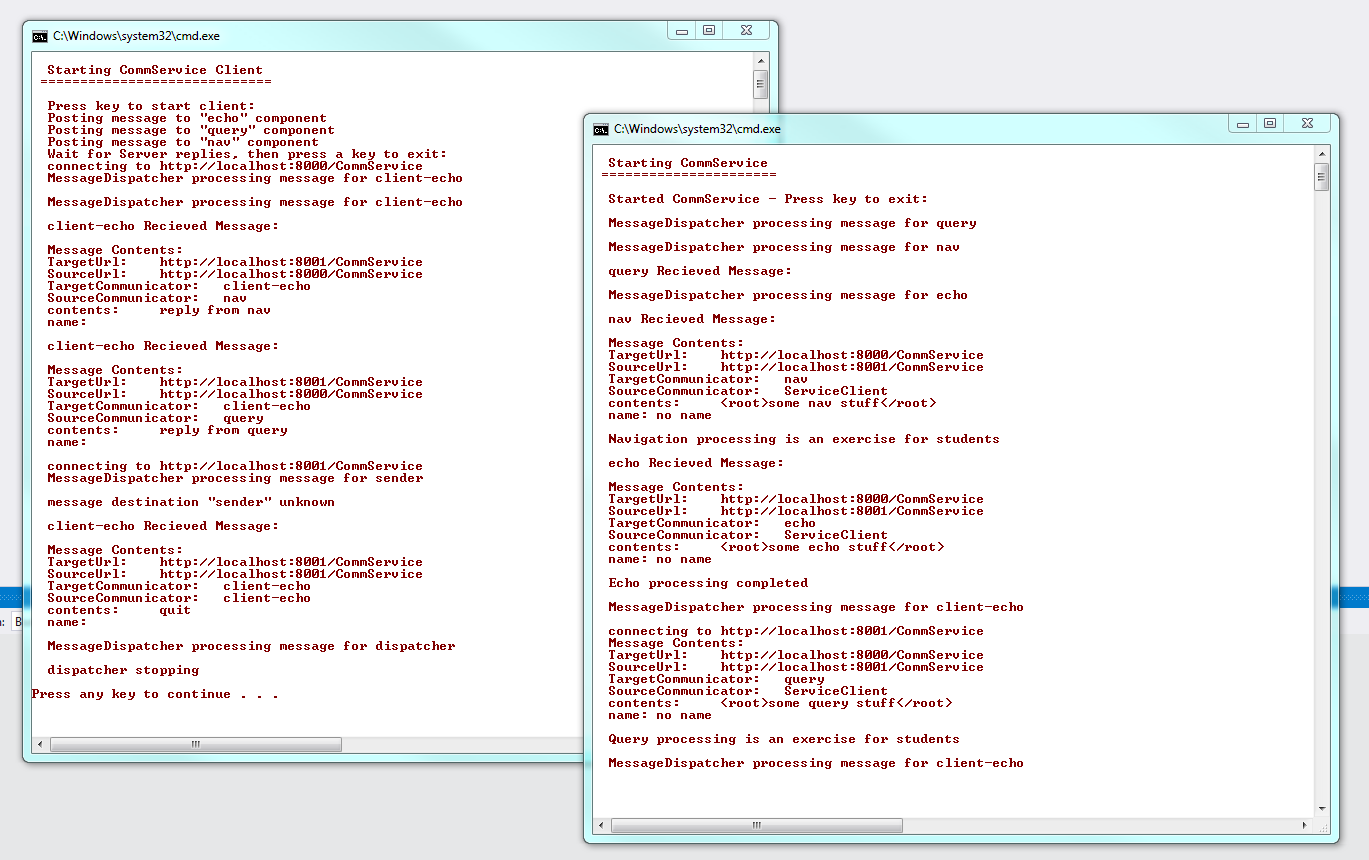 C:\Windows\system32\cmd.exe
Starting CommService Client
=============================
Press key to start client:
Posting message to "echo" component
Posting message to "query" component
Posting message to "nav" component
Wait for Server replies, then press a key to exit:
connecting to http://localhost:8000/CommService
MessageDispatcher processing message for client-echo
MessageDispatcher processing message for client-echo
client-echo Recieved Message:
Message Contents:
TargetUrl:    http://localhost:8001/CommService
SourceUrl:    http://localhost:8000/CommService
TargetCommunicator:   client-echo
SourceCommunicator:   nav
contents:     reply from nav
name:
client-echo Recieved Message:
Message Contents:
TargetUrl:    http://localhost:8001/CommService
SourceUrl:    http://localhost:8000/CommService
TargetCommunicator:   client-echo
SourceCommunicator:   query
contents:     reply from query
name:
connecting to http://localhost:8001/CommService
MessageDispatcher processing message for sender
message destination "sender" unknown
client-echo Recieved Message:
Message Contents:
TargetUrl:    http://localhost:8001/CommService
SourceUrl:    http://localhost:8001/CommService
TargetCommunicator:   client-echo
SourceCommunicator:   client-echo
contents:     quit
name:
MessageDispatcher processing message for dispatcher
dispatcher stopping
Press any key to continue . . .
C:\Windows\system32\cmd.exe
Starting CommService
======================
Started CommService - Press key to exit:
MessageDispatcher processing message for query
MessageDispatcher processing message for nav
query Recieved Message:
MessageDispatcher processing message for echo
nav Recieved Message:
Message Contents:
TargetUrl:    http://localhost:8000/CommService
SourceUrl:    http://localhost:8001/CommService
TargetCommunicator:   nav
SourceCommunicator:   ServiceClient
contents:     <root>some nav stuff</root>
name: no name
Navigation processing is an exercise for students
echo Recieved Message:
Message Contents:
TargetUrl:    http://localhost:8000/CommService
SourceUrl:    http://localhost:8001/CommService
TargetCommunicator:   echo
SourceCommunicator:   ServiceClient
contents:     <root>some echo stuff</root>
name: no name
Echo processing completed
MessageDispatcher processing message for client-echo
connecting to http://localhost:8001/CommService
Message Contents:
TargetUrl:    http://localhost:8000/CommService
SourceUrl:    http://localhost:8001/CommService
TargetCommunicator:   query
SourceCommunicator:   ServiceClient
contents:     <root>some query stuff</root>
name: no name
Query processing is an exercise for students
MessageDispatcher processing message for client-echo